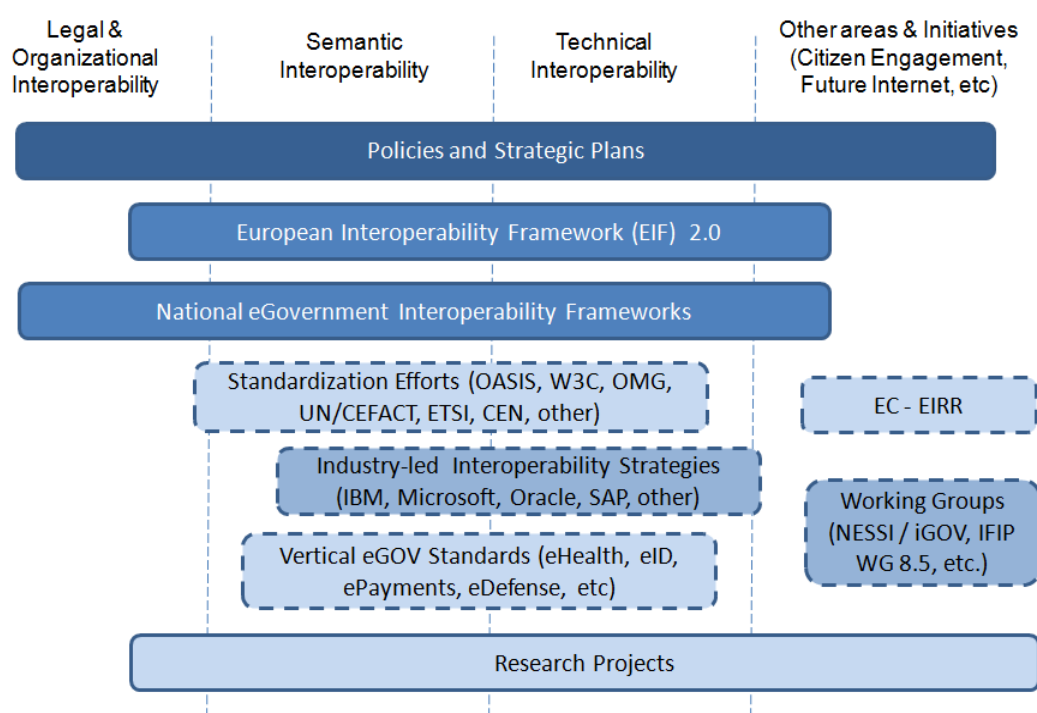 Legal &
Organizational
Interoperability
Semantic
Interoperability
Technical
Interoperability
Other areas & Initiatives
(Citizen Engagement,
Future Internet, etc)
Policies and Strategic Plans
European Interoperability Framework (EIF) 2.0
National eGovernment Interoperability Frameworks
Standardization Efforts (OASIS, W3C, OMG,
UN/CEFACT, ETSI, CEN, other)
EC - EIRR
Industry-led Interoperability Strategies
(IBM, Microsoft, Oracle, SAP, other)
Working Groups
(NESSI / iGOV, IFIP
WG 8.5, etc.)
Vertical eGOV Standards (eHealth, eID,
ePayments, eDefense, etc)
Research Projects